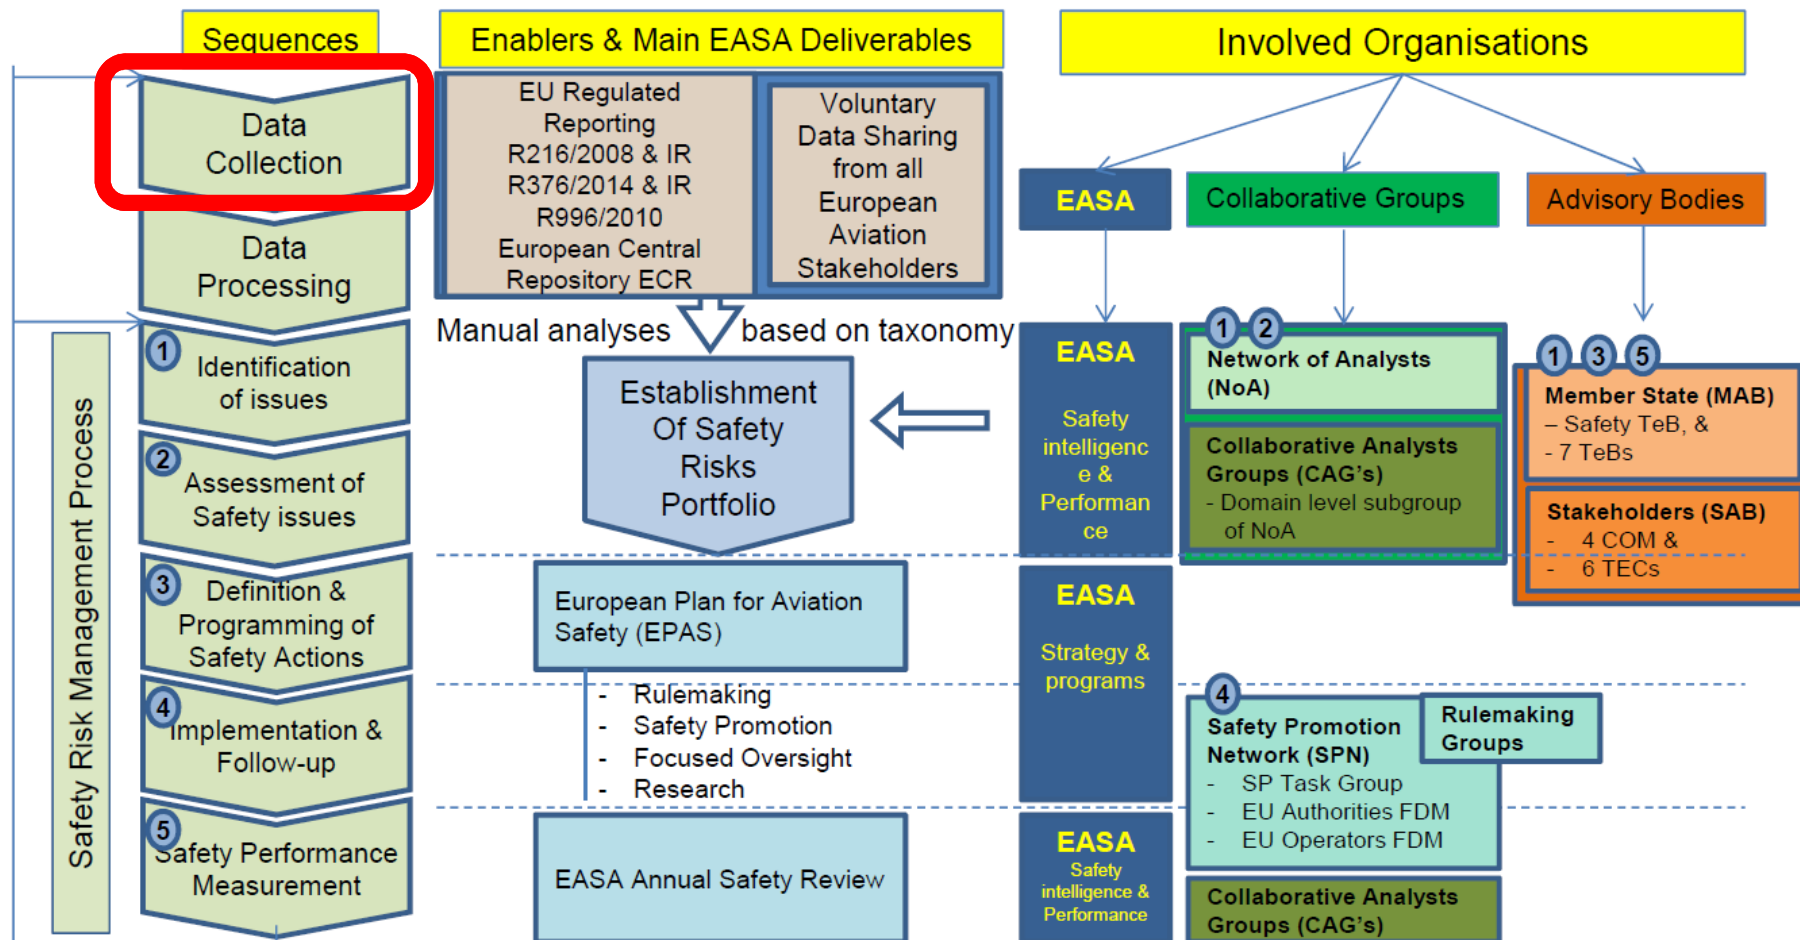 Sequences
Enablers & Main EASA Deliverables
Involved Organisations
Data
Collection
Data
Processing
Safety Risk Management Process
1
Identification
of issues
2
Assessment of
Safety issues
3
Definition &
Programming of
Safety Actions
4
Implementation &
Follow-up
5
Safety Performance
Measurement
EU Regulated
Reporting
R216/2008 & IR
R376/2014 & IR
R996/2010
European Central
Repository ECR
Voluntary
Data Sharing
from all
European
Aviation
Stakeholders
Manual analyses based on taxonomy
Establishment
Of Safety
Risks
Portfolio
European Plan for Aviation
Safety (EPAS)
- Rulemaking
- Safety Promotion
- Focused Oversight
- Research
EASA Annual Safety Review
EASA
Collaborative Groups
Advisory Bodies
EASA
Safety
intelligenc
e &
Performan
ce
EASA
Strategy &
programs
EASA
Safety
intelligence &
Performance
1 2
Network of Analysts
(NoA)
Collaborative Analysts
Groups (CAG's)
- Domain level subgroup
of NoA
1 3 5
Member State (MAB)
– Safety TeB, &
- 7 TeBs
Stakeholders (SAB)
- 4 COM &
- 6 TECs
4
Safety Promotion
Network (SPN)
- SP Task Group
- EU Authorities FDM
- EU Operators FDM
Rulemaking
Groups
Collaborative Analysts
Groups (CAG's)